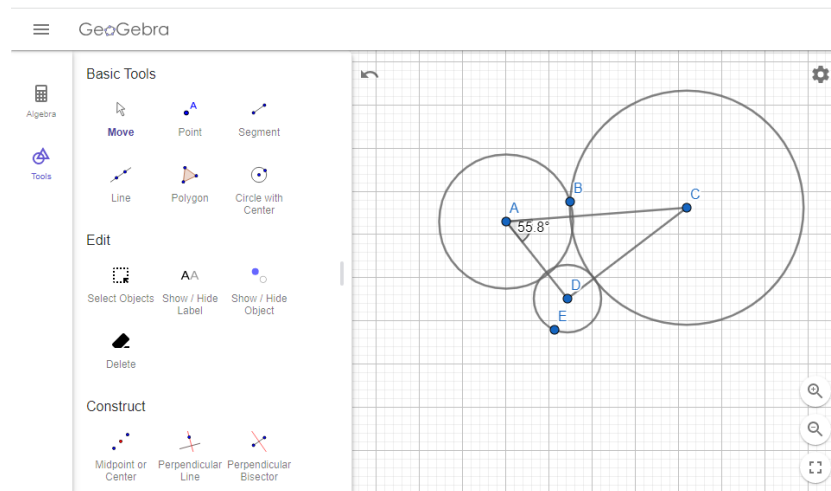 GeoGebra
Algebra
Tools
Basic Tools
Move
Point
Segment
Line
Polygon
Circle with
Center
Edit
Select Objects
Show / Hide
Label
Show / Hide
Object
Delete
Construct
Midpoint or
Center
Perpendicular
Line
Perpendicular
Bisector
A
AA
A
B
C
55.8°
D
E